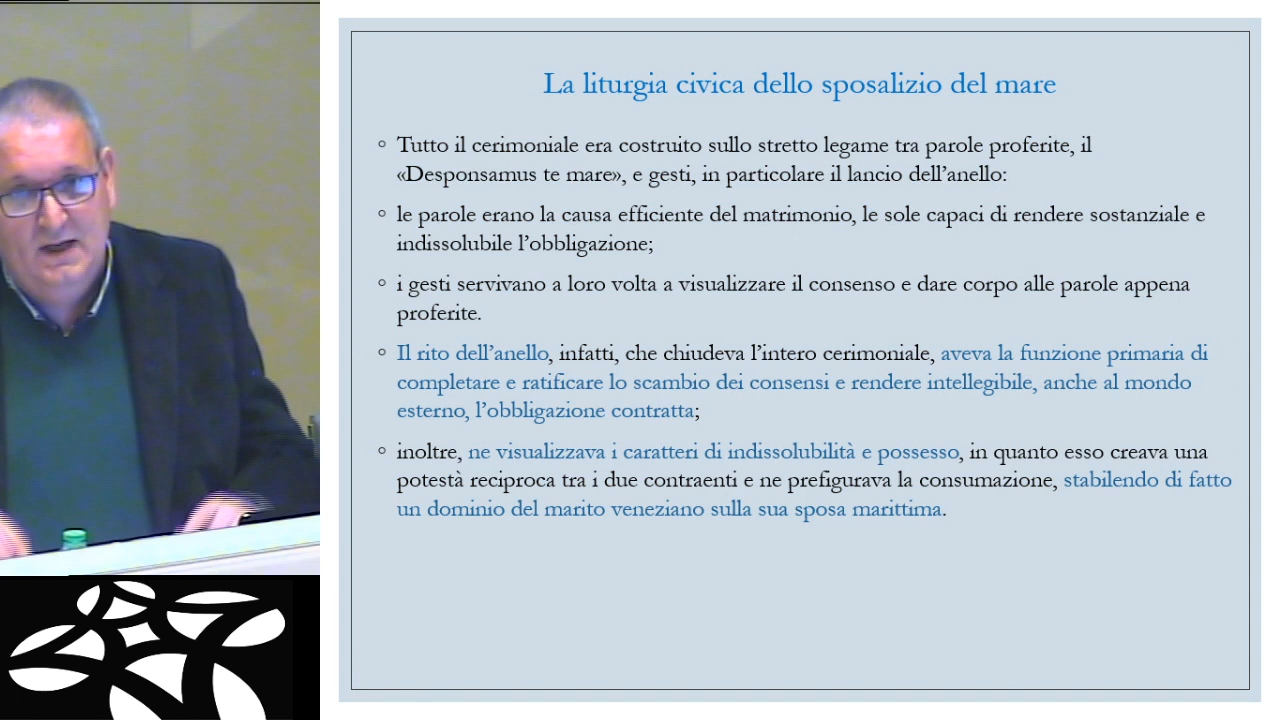 La liturgia civica dello sposalizio del mare
◦ Tutto il cerimoniale era costruito sullo stretto legame tra parole proferite, il
«Desponsamus te mare», e gesti, in particolare il lancio dell’anello:
◦ le parole erano la causa efficiente del matrimonio, le sole capaci di rendere sostanziale e
indissolubile l’obbligazione;
◦ i gesti servivano a loro volta a visualizzare il consenso e dare corpo alle parole appena
proferite.
◦ Il rito dell’anello, infatti, che chiudeva l’intero cerimoniale, aveva la funzione primaria di
completare e ratificare lo scambio dei consensi e rendere intellegibile, anche al mondo
esterno, l’obbligazione contratta;
◦ inoltre, ne visualizzava i caratteri di indissolubilità e possesso, in quanto esso creava una
potestà reciproca tra i due contraenti e ne prefigurava la consumazione, stabilendo di fatto
un dominio del marito veneziano sulla sua sposa marittima.